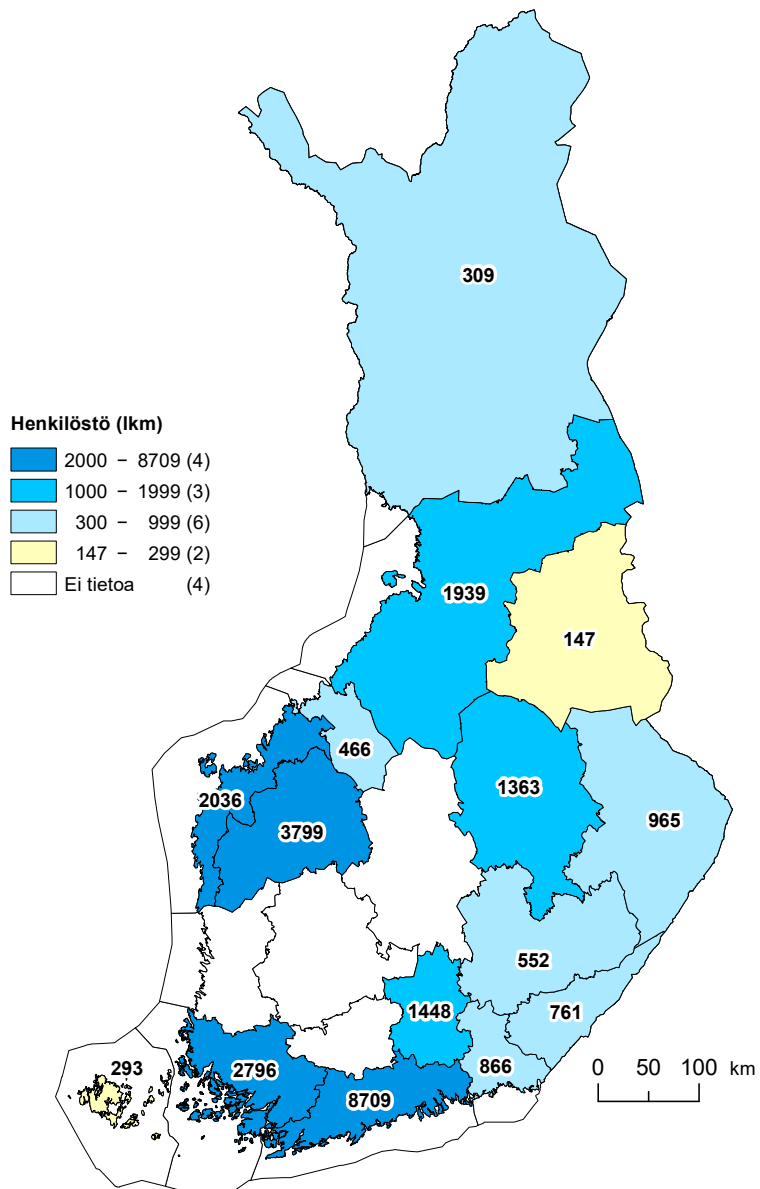 309
Henkilöstö (lkm)
2000 – 8709 (4)
1000 – 1999 (3)
300 – 999 (6)
147 – 299 (2)
Ei tietoa (4)
1939
147
466
2036
3799
1363
965
552
1448
761
293
2796
8709
866
0 50 100 km